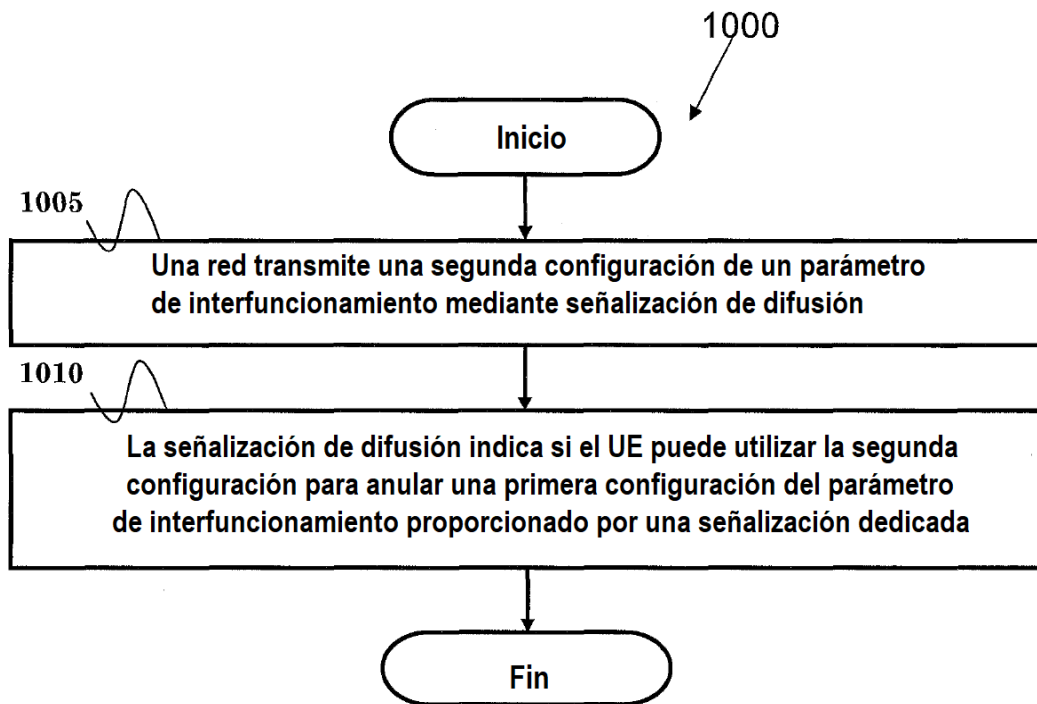 1000
Inicio
1005
Una red transmite una segunda configuración de un parámetro
de interfuncionamiento mediante señalización de difusión
1010
La señalización de difusión indica si el UE puede utilizar la segunda
configuración para anular una primera configuración del parámetro
de interfuncionamiento proporcionado por una señalización dedicada
Fin